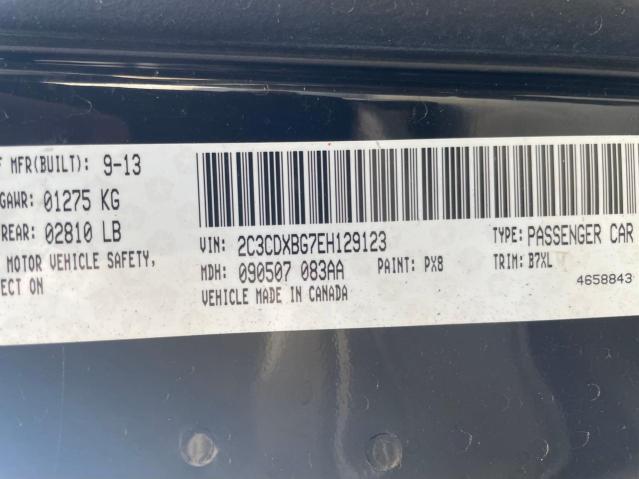 MFR(BUILT): 9-13
GAWR: 01275 KG
REAR: 02810 LB
MOTOR VEHICLE SAFETY,
ECT ON
VIN: 2C3CDXBG7EH129123 TYPE: PASSENGER CAR
MDH: 090507 083AA PAINT: PX8 TRIM: B7XL
VEHICLE MADE IN CANADA 4658843